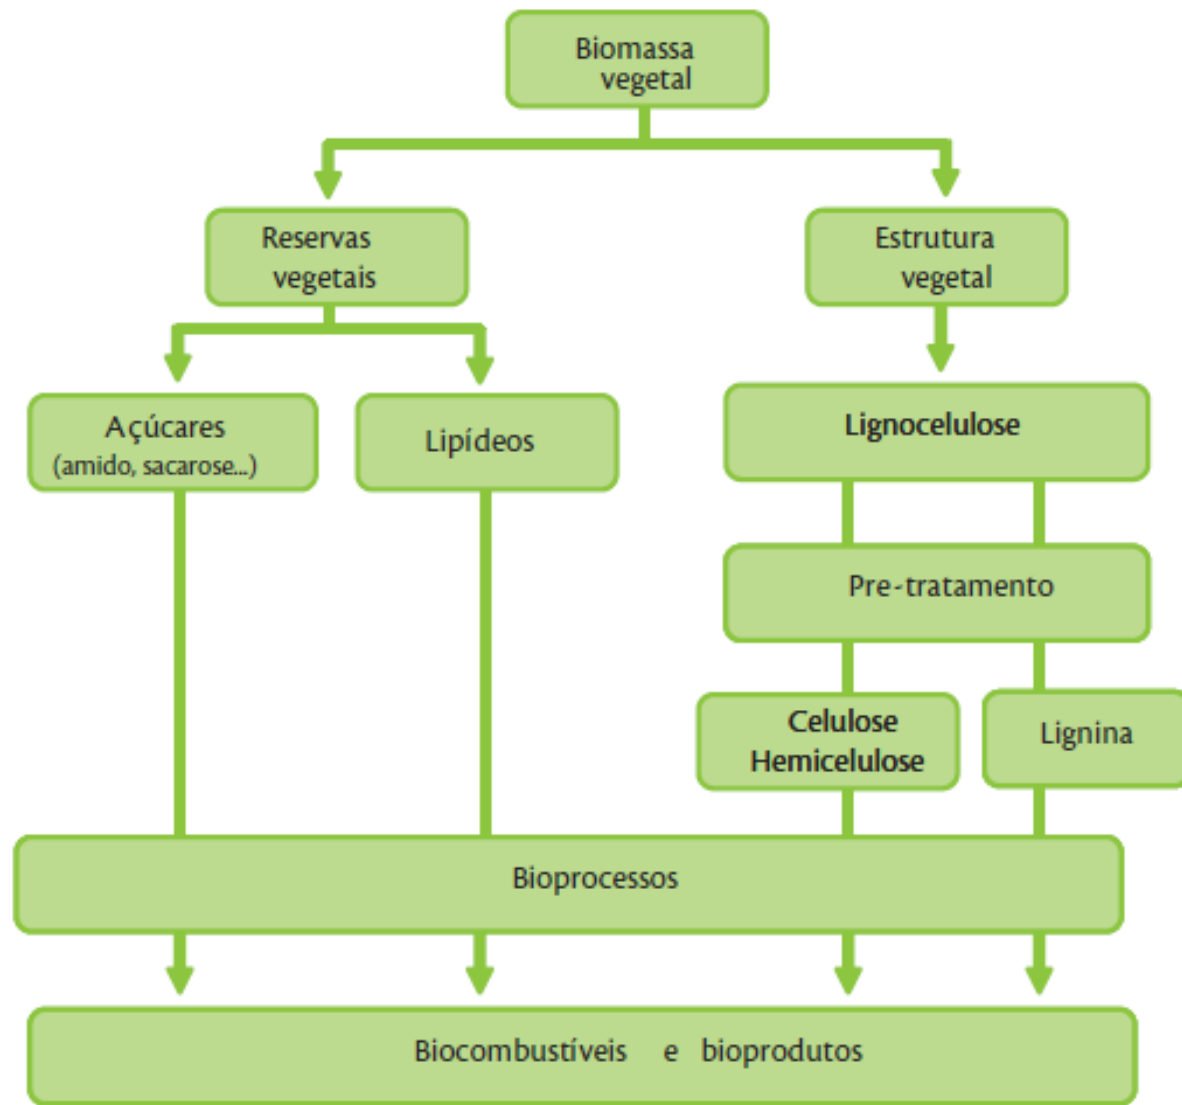 Biomassa
vegetal
Reservas
vegetais
Estrutura
vegetal
Açúcares
(amido, sacarose...)
Lipídeos
Lignocelulose
Pre-tratamento
Celulose
Hemicelulose
Lignina
Bioprocessos
Biocombustíveis e bioprodutos